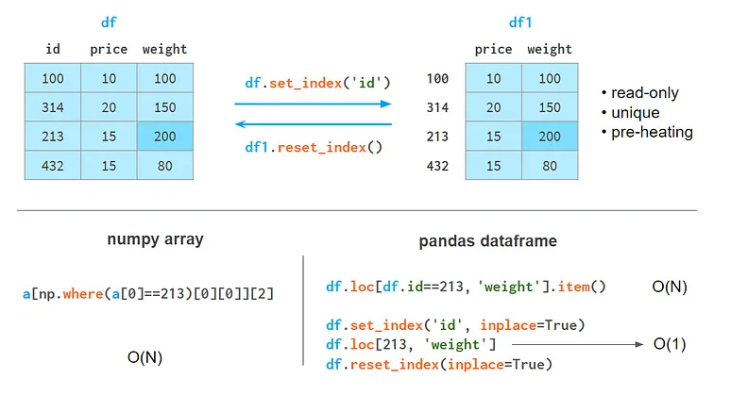 df
df1
id price weight
price weight
100 10 100
314 20 150
213 15 200
432 15 80
df.set_index('id')
df1.reset_index()
100 10 100
314 20 150
213 15 200
432 15 80
• read-only
• unique
• pre-heating
numpy array
a[np.where(a[0]==213)[0][0]][2]
O(N)
pandas dataframe
df.loc[df.id==213, 'weight'].item() O(N)
df.set_index('id', inplace=True)
df.loc[213, 'weight'] O(1)
df.reset_index(inplace=True)